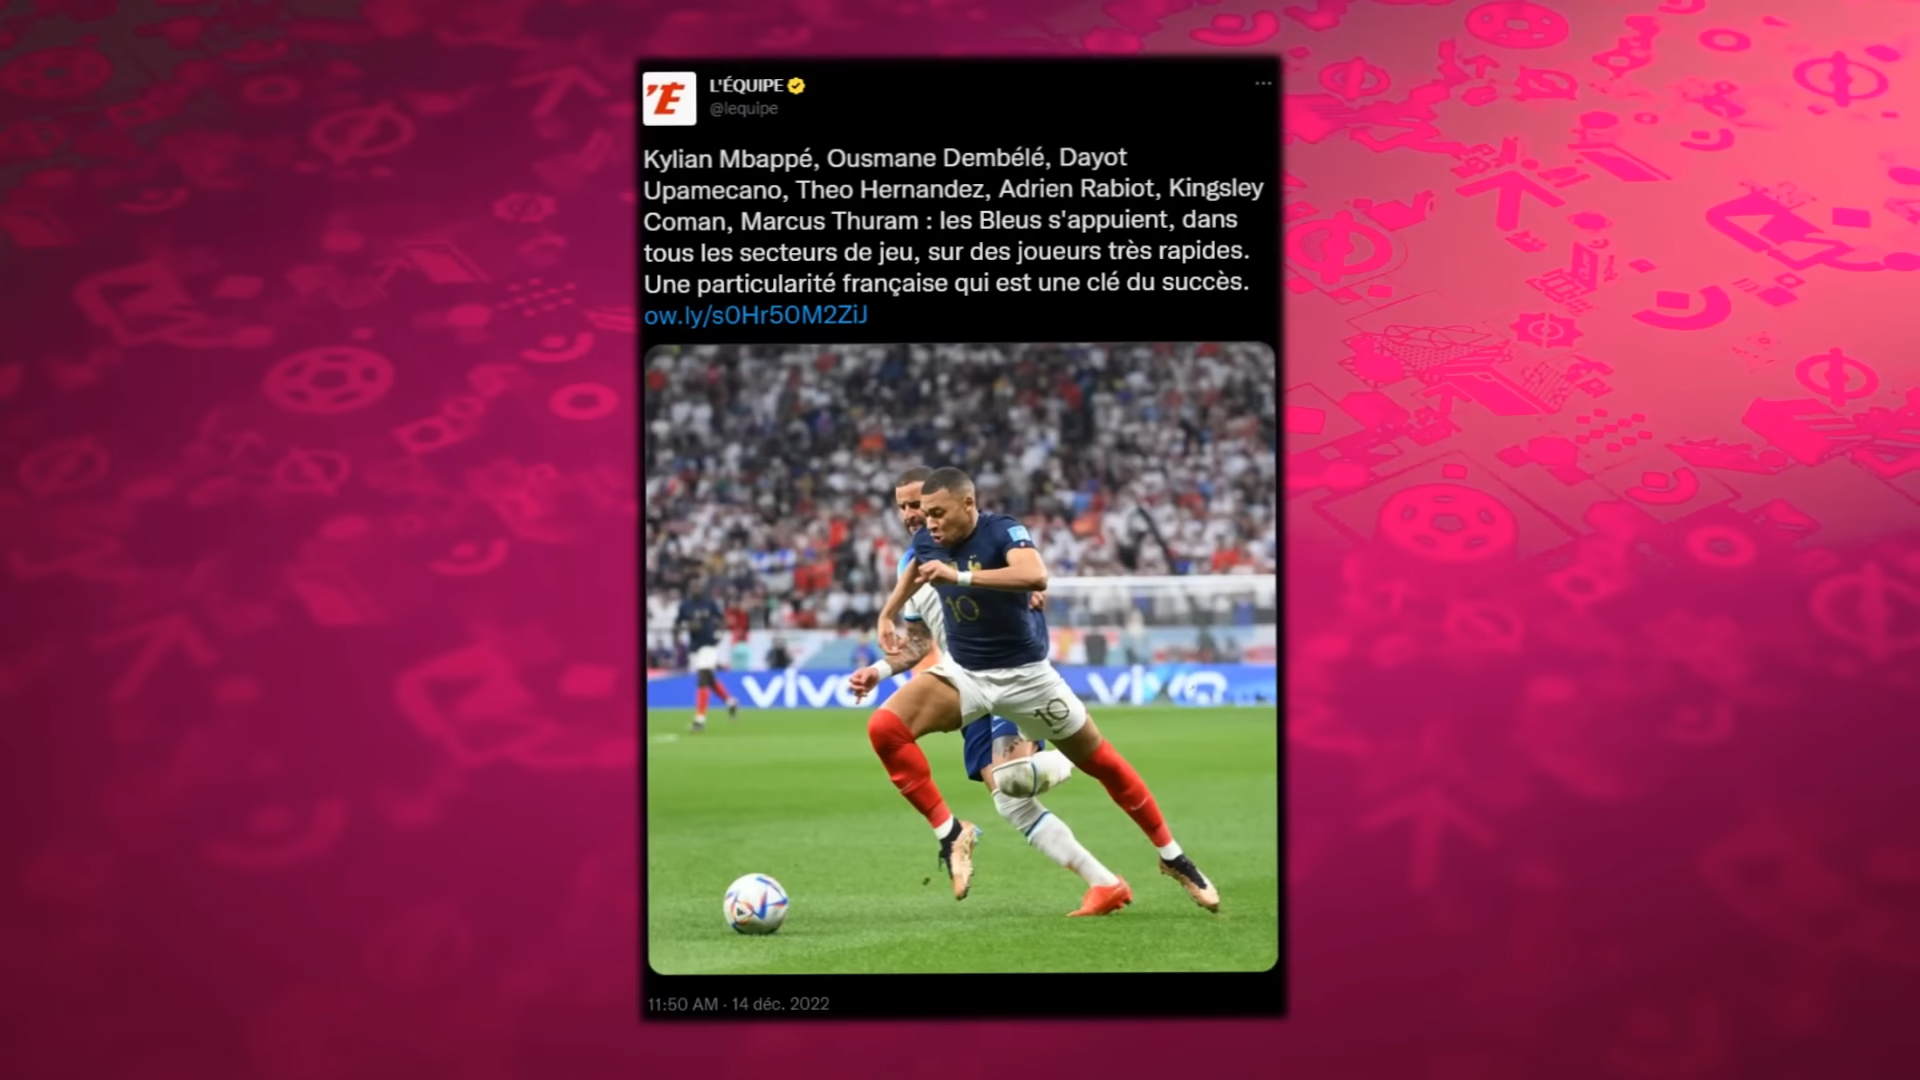 'É
L'ÉQUIPE
@lequipe
Kylian Mbappé, Ousmane Dembélé, Dayot
Upamecano, Theo Hernandez, Adrien Rabiot, Kingsley
Coman, Marcus Thuram : les Bleus s'appuient, dans
tous les secteurs de jeu, sur des joueurs très rapides.
Une particularité française qui est une clé du succès.
ow.ly/s0Hr50M2ZiJ
10
vivo
vivo
10
11:50 AM · 14 déc. 2022